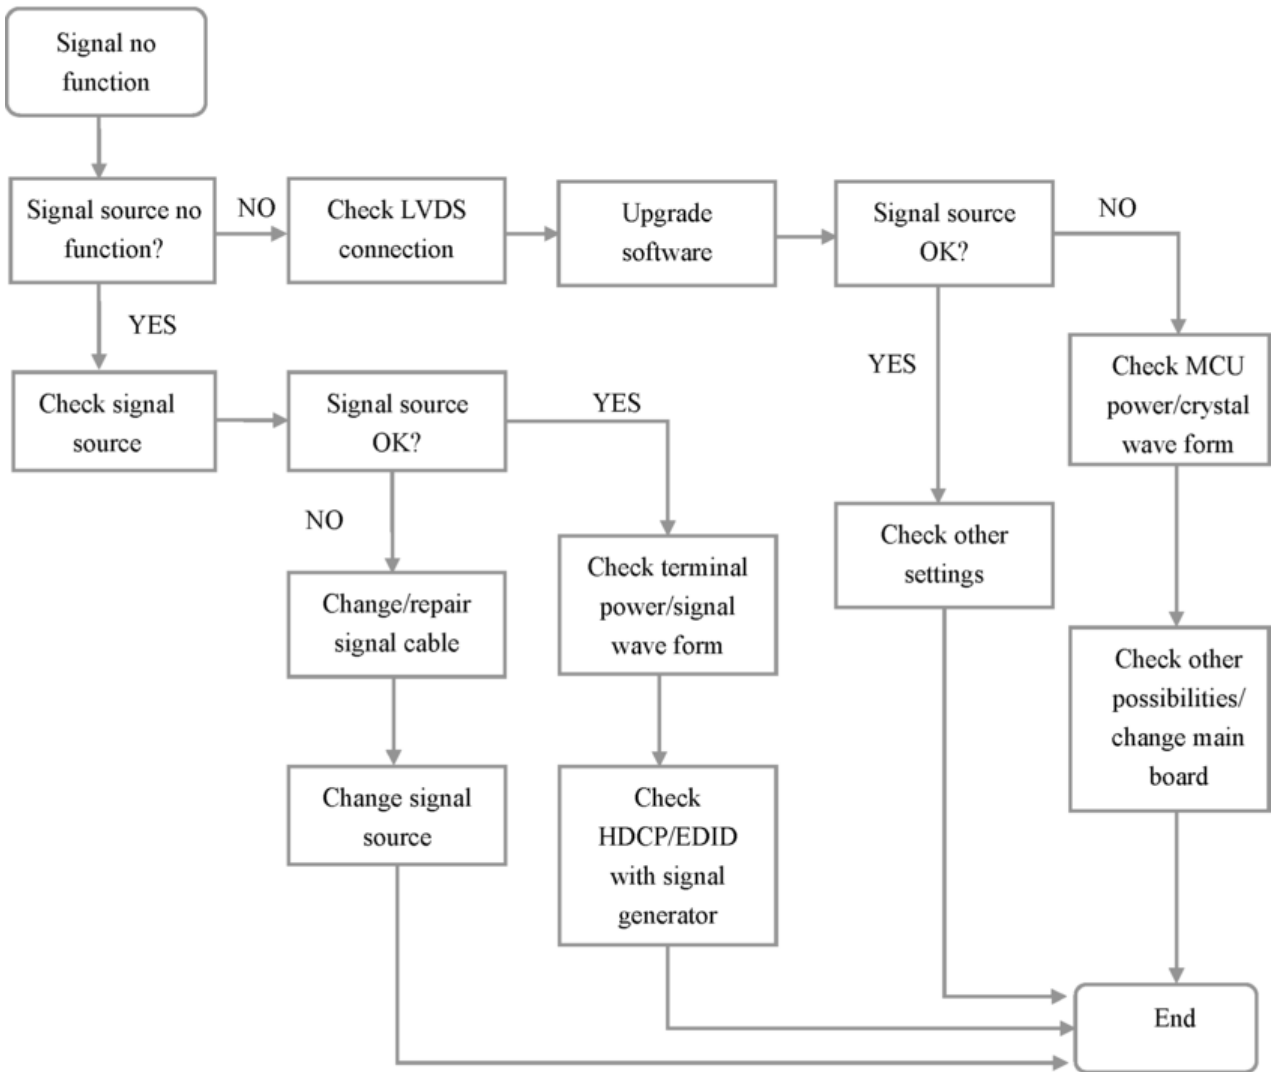 Signal no
function
Signal source no
function?
NO
Check LVDS
connection
Upgrade
software
Signal source
OK?
NO
YES
Check signal
source
Signal source
OK?
YES
YES
Check MCU
power/crystal
wave form
NO
Change/repair
signal cable
Check terminal
power/signal
wave form
Check other
settings
Check other
possibilities/
change main
board
Change signal
source
Check
HDCP/EDID
with signal
generator
End